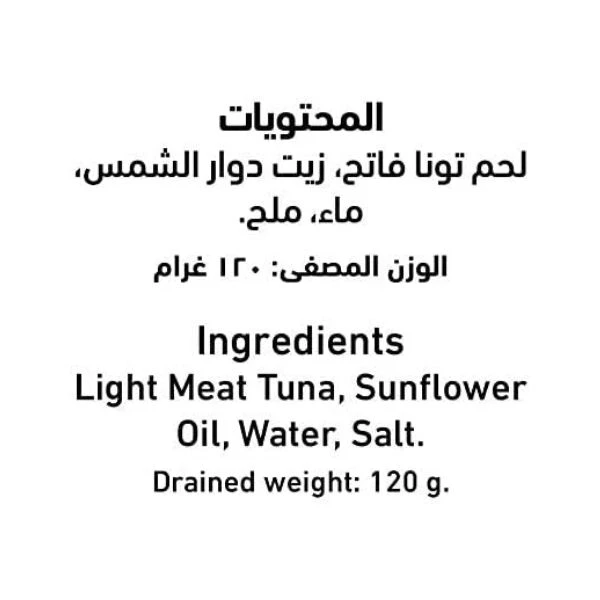 المحتويات
لحم تونا فاتح، زيت دوار الشمس،
ماء، ملح.
الوزن المصفى: ١٢٠ غرام
Ingredients
Light Meat Tuna, Sunflower
Oil, Water, Salt.
Drained weight: 120 g.